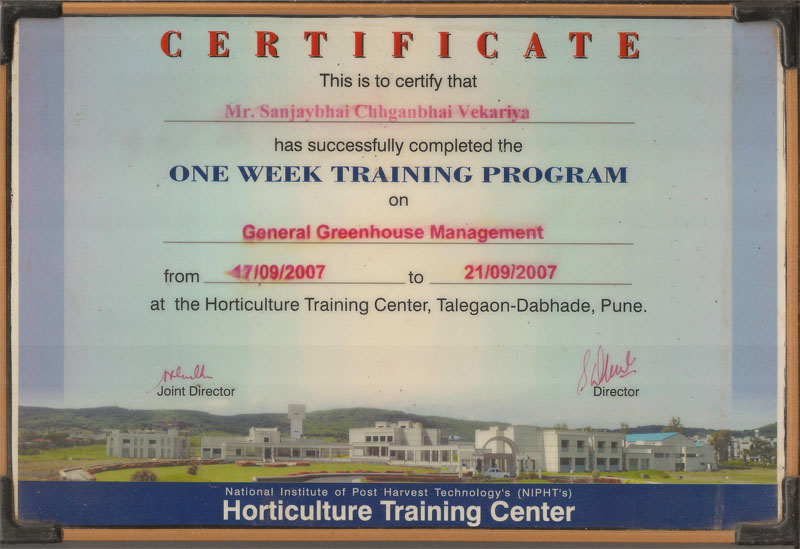 CERTIFICATE
This is to certify that
Mr. Sanjaybhai Chhganbhai Vekariya
has successfully completed the
ONE WEEK TRAINING PROGRAM
on
General Greenhouse Management
from 17/09/2007 to 21/09/2007
at the Horticulture Training Center, Talegaon-Dabhade, Pune.
Joint Director Director
National Institute of Post Harvest Technology's (NIPHT's)
Horticulture Training Center